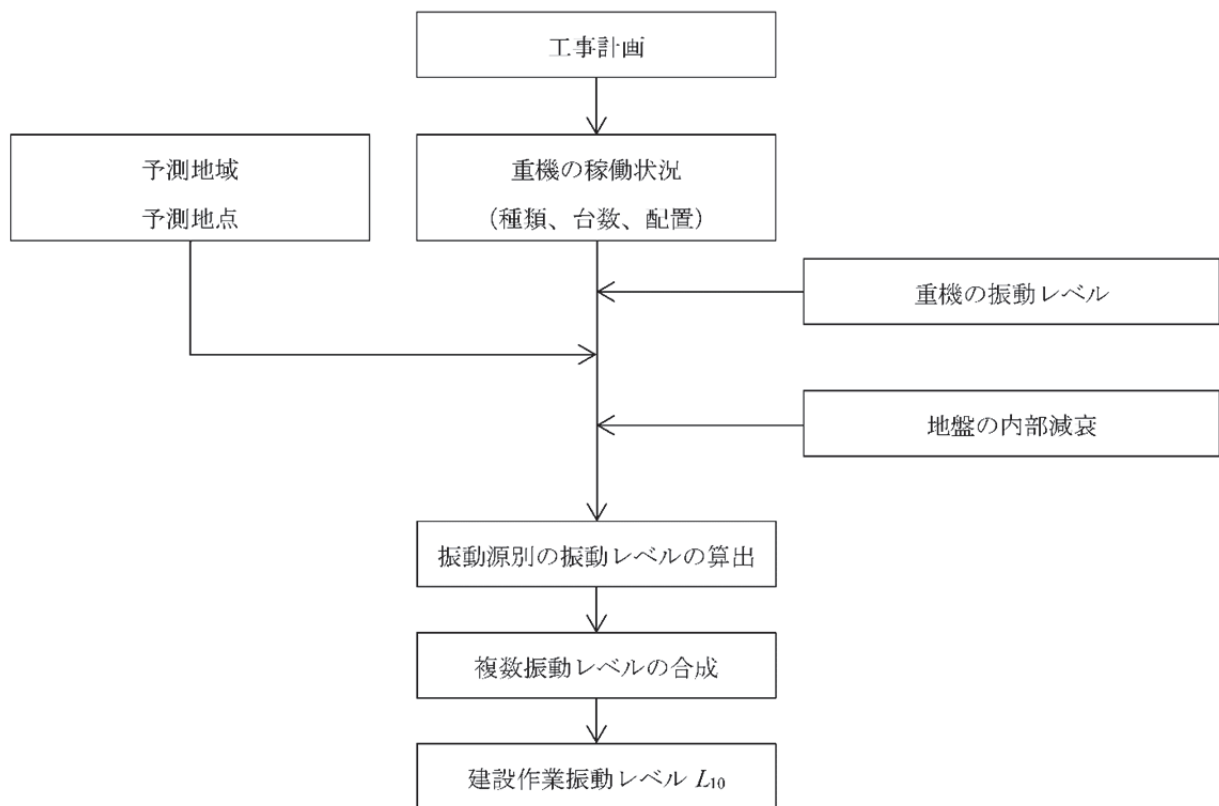 工事計画
予測地域
予測地点
重機の稼働状況
（種類、台数、配置）
重機の振動レベル
地盤の内部減衰
振動源別の振動レベルの算出
複数振動レベルの合成
建設作業振動レベル L10